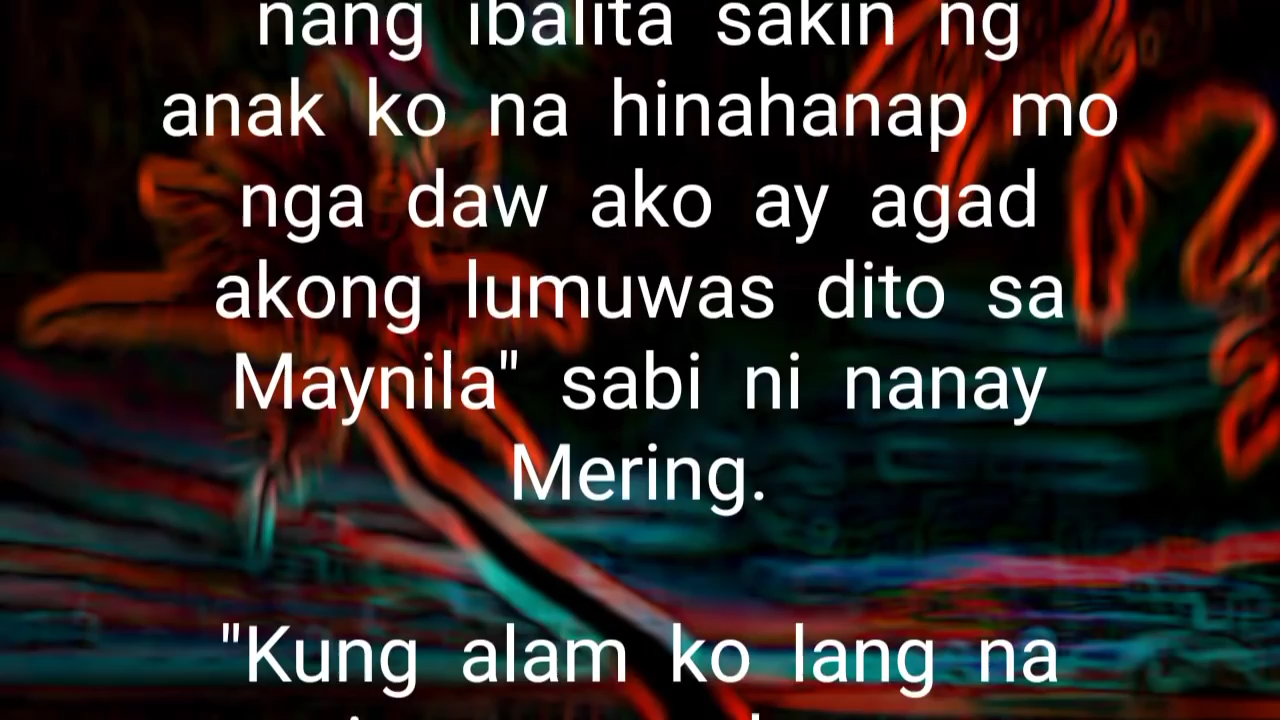 nang ibalita sakin ng
anak ko na hinahanap mo
nga daw ako ay agad
akong lumuwas dito sa
Maynila" sabi ni nanay
Mering.
"Kung alam ko lang na